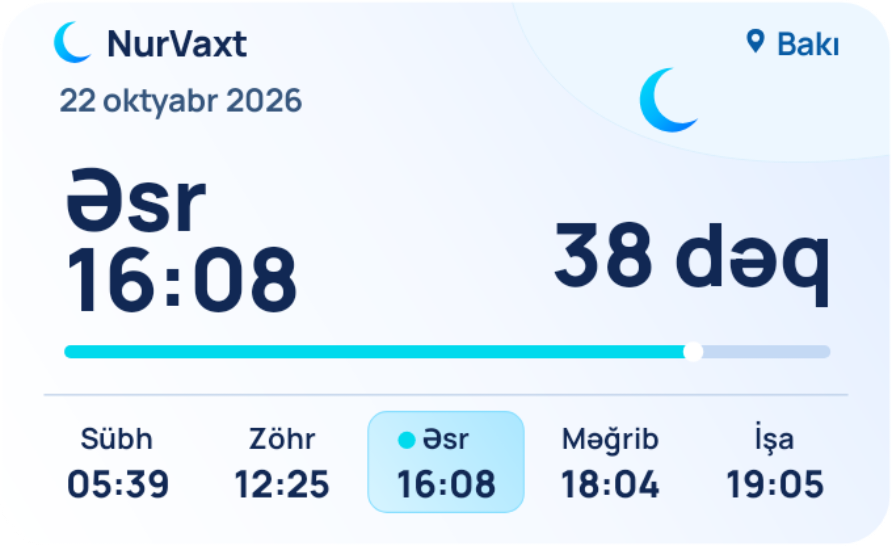 NurVaxt
Bakı
22 oktyabr 2026
Əsr
16:08
38 dəq
Sübh Zöhr Əsr Məğrib İşa
05:39 12:25 16:08 18:04 19:05